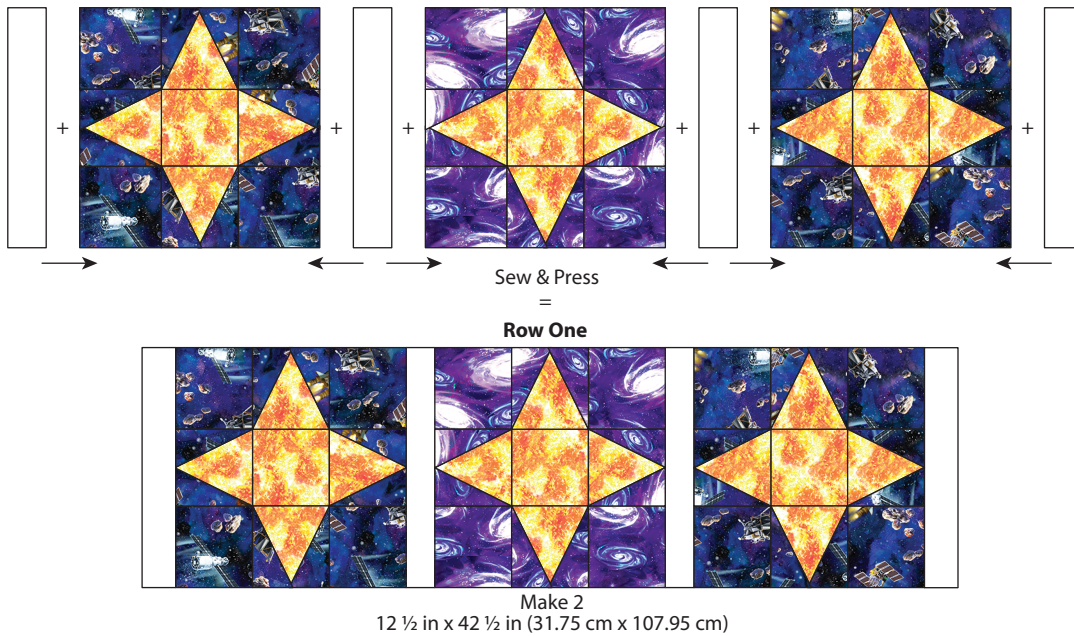 + + + + + +
Sew & Press
=
Row One
Make 2
12 ½ in x 42 ½ in (31.75 cm x 107.95 cm)